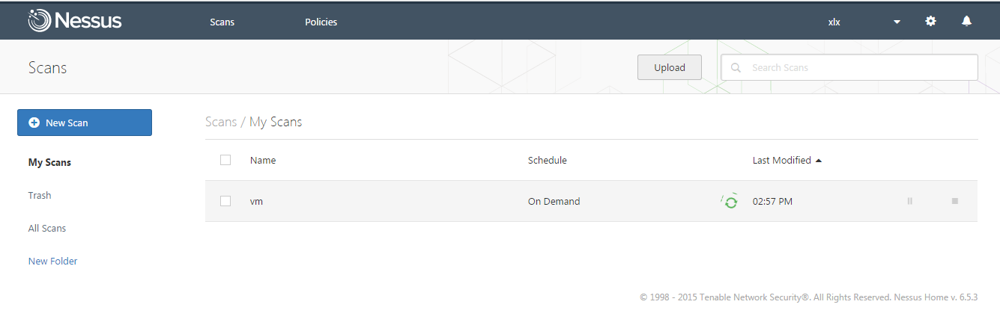 Nessus Scans Policies xlx
Scans Upload Search Scans
New Scan
Scans / My Scans
My Scans
Name Schedule Last Modified
Trash
vm On Demand 02:57 PM
All Scans
New Folder
© 1998 - 2015 Tenable Network Security®. All Rights Reserved. Nessus Home v. 6.5.3